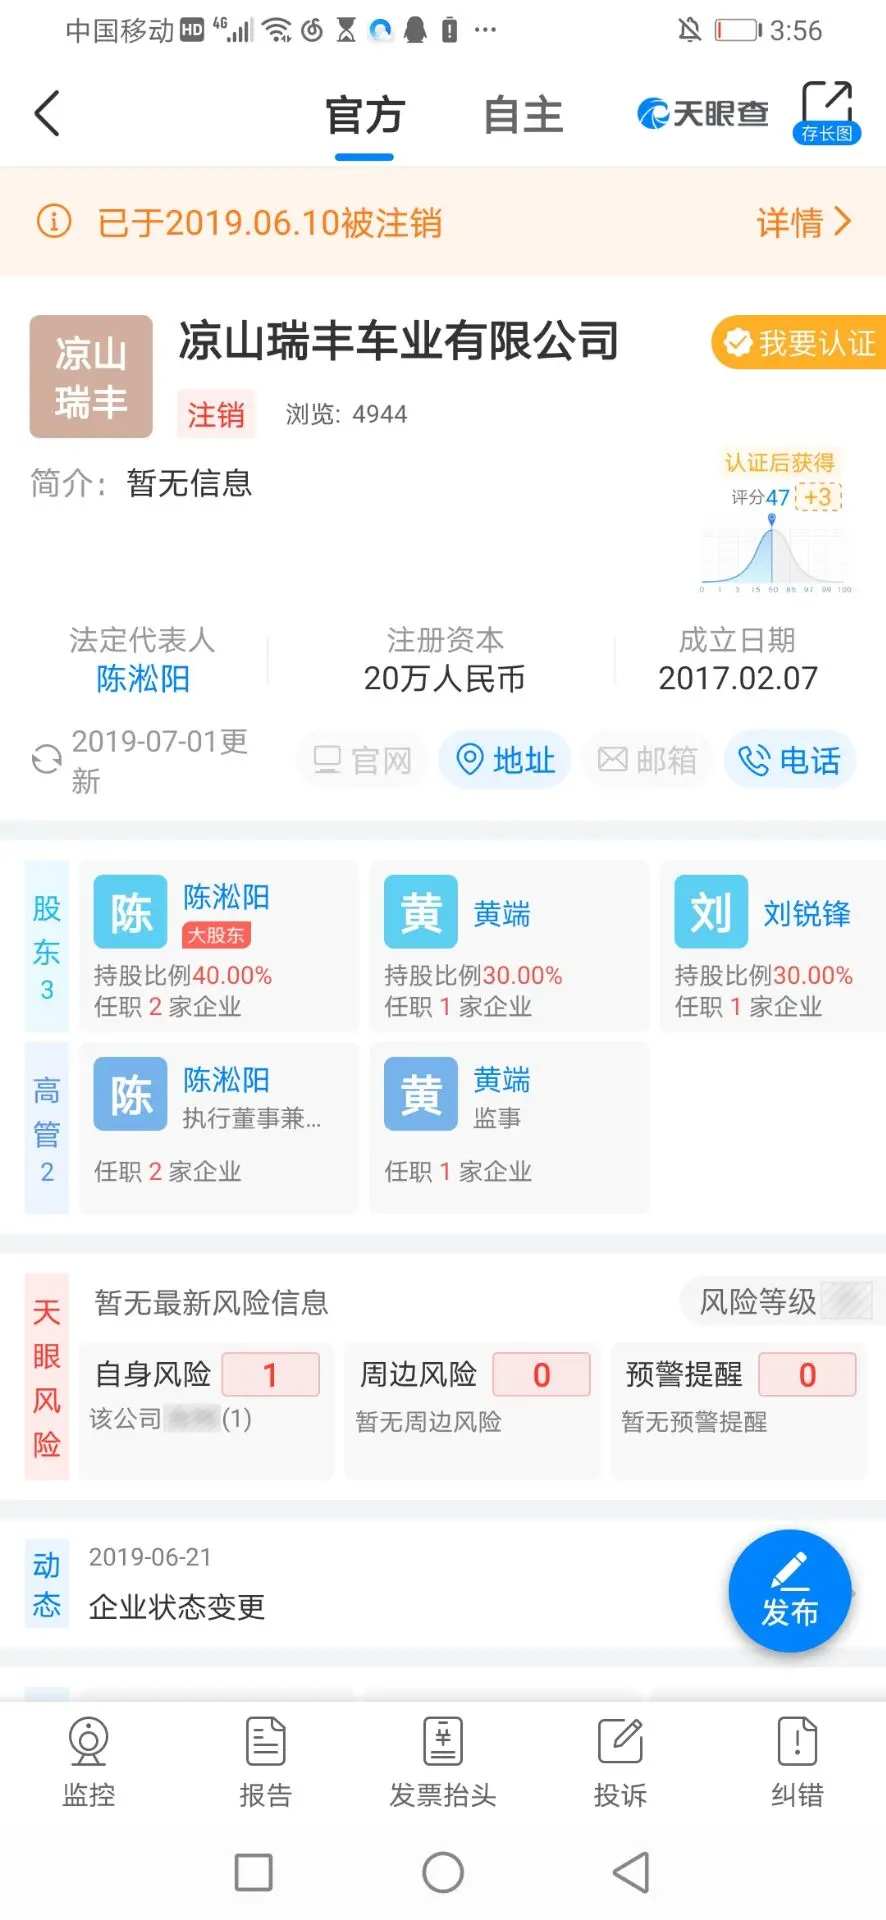 中国移动 HD 4G 3:56
官方 自主 天眼查 存长图
已于2019.06.10被注销 详情
凉山
瑞丰
凉山瑞丰车业有限公司
我要认证
注销 浏览: 4944
简介: 暂无信息
认证后获得
评分47 +3
0 1 3 15 50 85 97 99 100
法定代表人 注册资本 成立日期
陈淞阳 20万人民币 2017.02.07
2019-07-01更
新
官网 地址 邮箱 电话
股东3
陈 陈淞阳 大股东
持股比例40.00%
任职 2 家企业
黄 黄端
持股比例30.00%
任职 1 家企业
刘 刘锐锋
持股比例30.00%
任职 1 家企业
高管2
陈 陈淞阳
执行董事兼...
任职 2 家企业
黄 黄端
监事
任职 1 家企业
天眼风险
暂无最新风险信息 风险等级
自身风险 1
该公司 (1)
周边风险 0
暂无周边风险
预警提醒 0
暂无预警提醒
动态
2019-06-21
企业状态变更
发布
监控 报告 发票抬头 投诉 纠错